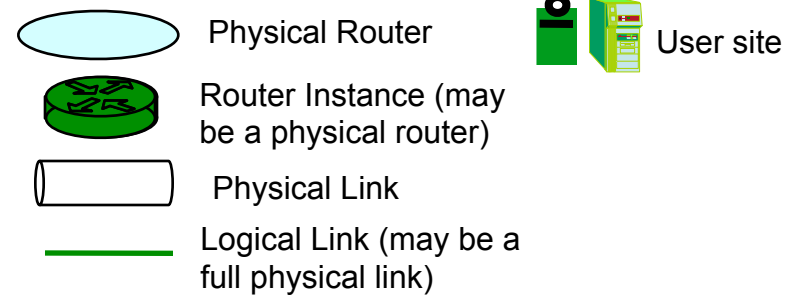 Physical Router
User site
Router Instance (may
be a physical router)
Physical Link
Logical Link (may be a
full physical link)